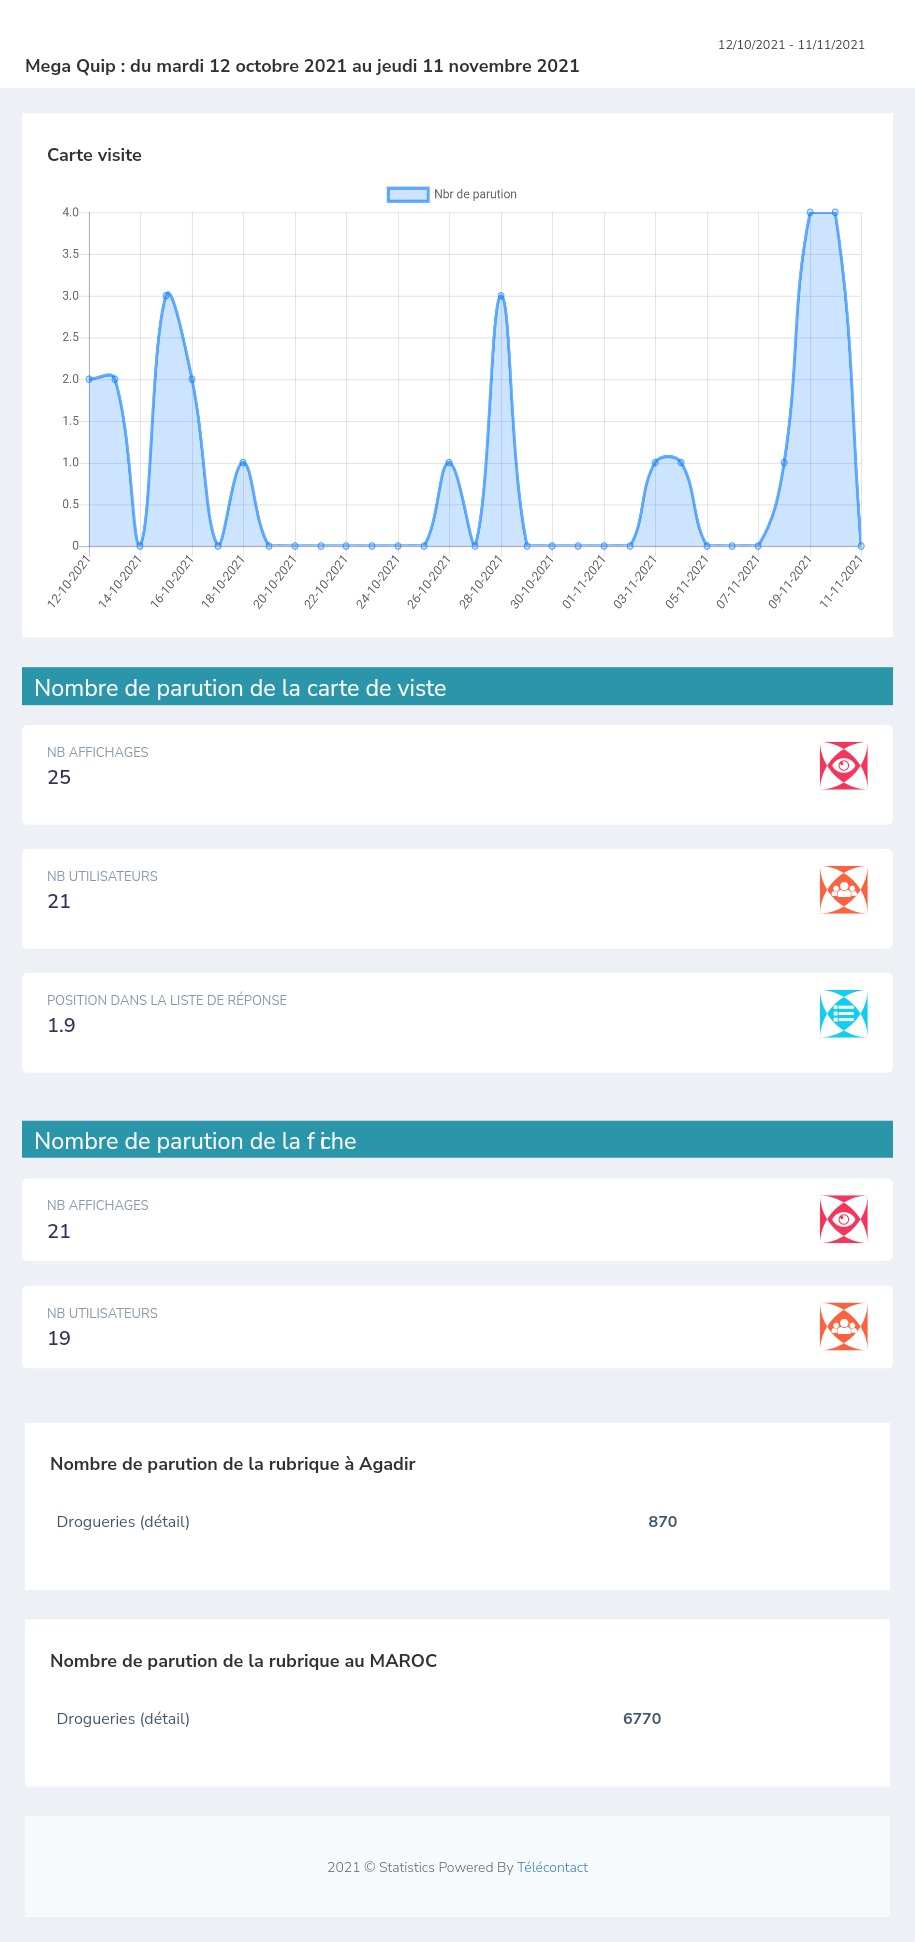 12/10/2021 - 11/11/2021
Mega Quip : du mardi 12 octobre 2021 au jeudi 11 novembre 2021
Carte visite
Nbr de parution
4.0
3.5
3.0
2.5
2.0
1.5
1.0
0.5
0
12-10-2021 14-10-2021 16-10-2021 18-10-2021 20-10-2021 22-10-2021 24-10-2021 26-10-2021 28-10-2021 30-10-2021 01-11-2021 03-11-2021 05-11-2021 07-11-2021 09-11-2021 11-11-2021
Nombre de parution de la carte de viste
NB AFFICHAGES
25
NB UTILISATEURS
21
POSITION DANS LA LISTE DE RÉPONSE
1.9
Nombre de parution de la fiche
NB AFFICHAGES
21
NB UTILISATEURS
19
Nombre de parution de la rubrique à Agadir
Drogueries (détail) 870
Nombre de parution de la rubrique au MAROC
Drogueries (détail) 6770
2021 © Statistics Powered By Télécontact